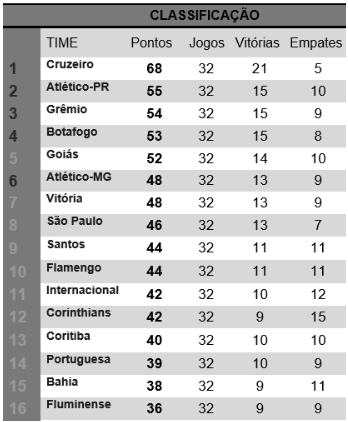 CLASSIFICAÇÃO
TIME Pontos Jogos Vitórias Empates
1 Cruzeiro 68 32 21 5
2 Atlético-PR 55 32 15 10
3 Grêmio 54 32 15 9
4 Botafogo 53 32 15 8
5 Goiás 52 32 14 10
6 Atlético-MG 48 32 13 9
7 Vitória 48 32 13 9
8 São Paulo 46 32 13 7
9 Santos 44 32 11 11
10 Flamengo 44 32 11 11
11 Internacional 42 32 10 12
12 Corinthians 42 32 9 15
13 Coritiba 40 32 10 10
14 Portuguesa 39 32 10 9
15 Bahia 38 32 9 11
16 Fluminense 36 32 9 9